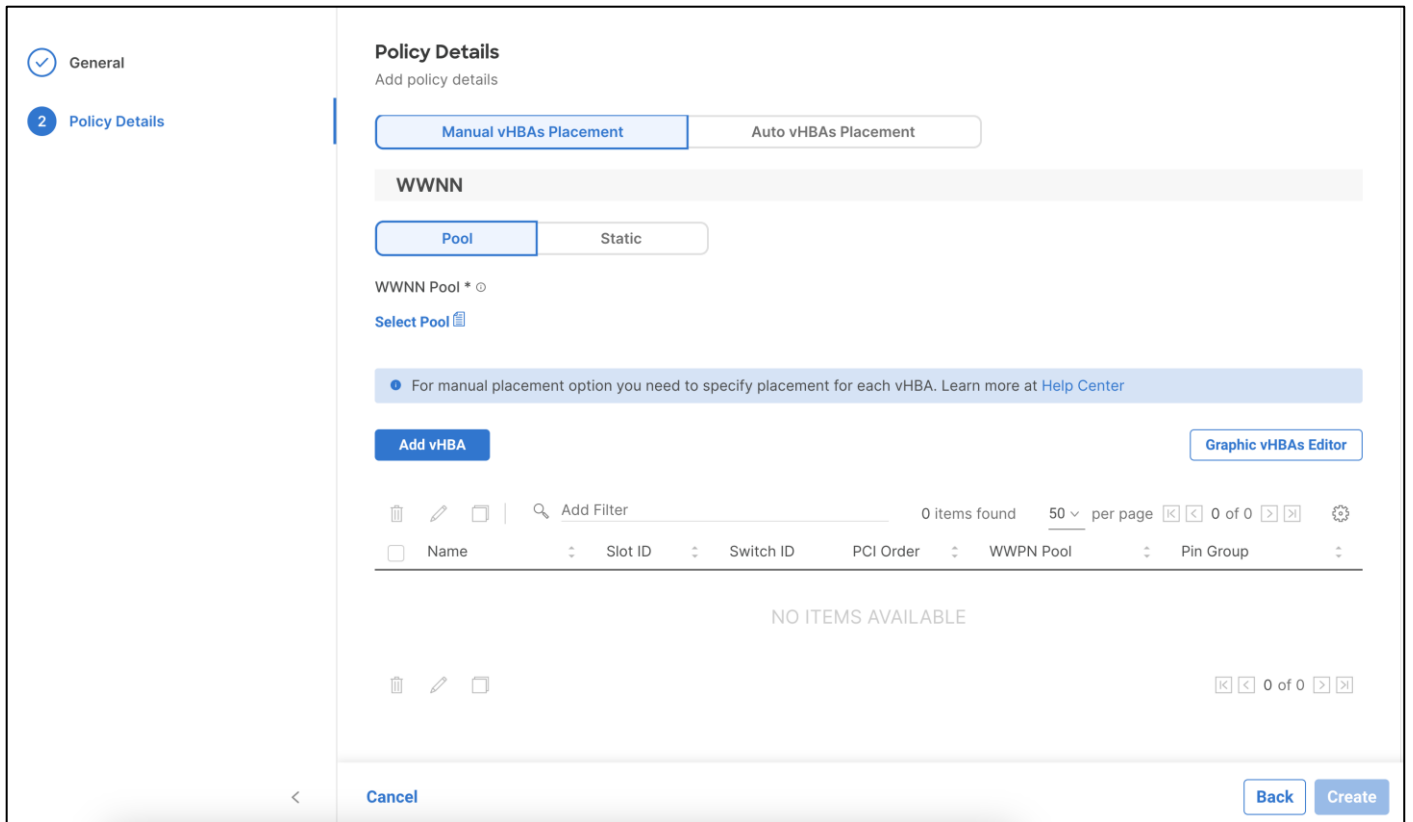 General
2 Policy Details
Policy Details
Add policy details
Manual vHBAs Placement Auto vHBAs Placement
WWNN
Pool Static
WWNN Pool *
Select Pool
For manual placement option you need to specify placement for each vHBA. Learn more at Help Center
Add vHBA Graphic vHBAs Editor
Add Filter 0 items found 50 per page 0 of 0
Name Slot ID Switch ID PCI Order WWPN Pool Pin Group
NO ITEMS AVAILABLE
0 of 0
Cancel Back Create